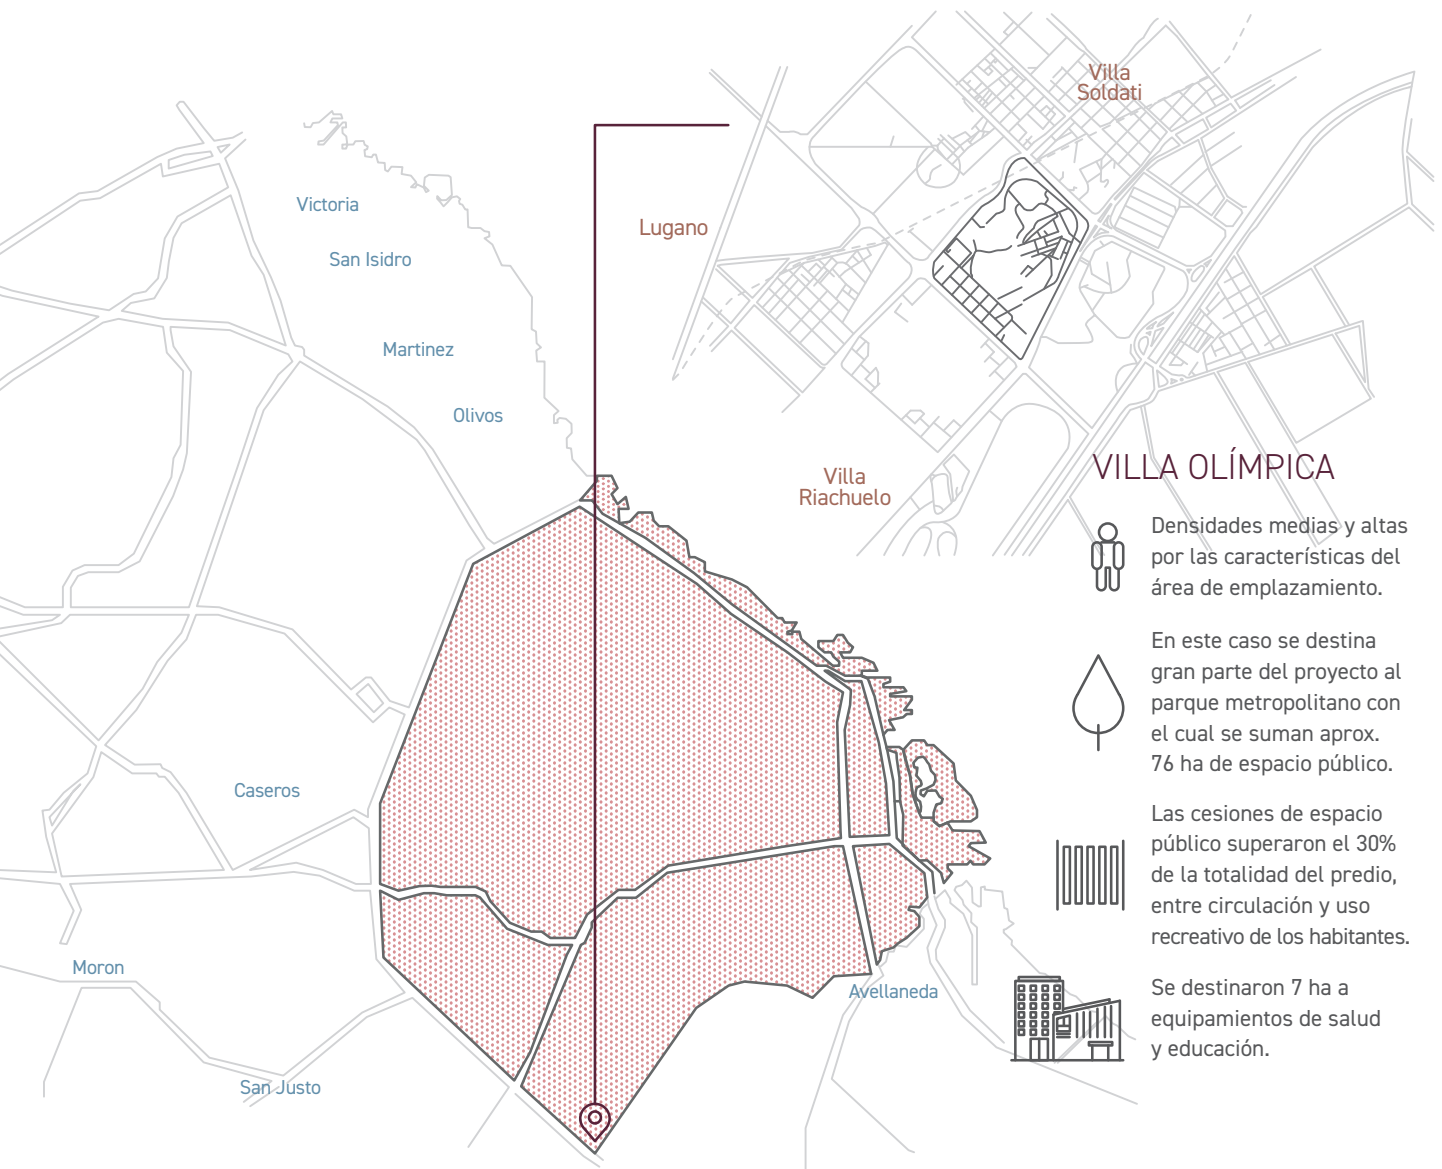 Villa
Soldati
Lugano
Victoria
San Isidro
Martinez
Olivos
Villa
Riachuelo
Caseros
Moron
San Justo
Avellaneda
VILLA OLÍMPICA
Densidades medias y altas
por las características del
área de emplazamiento.
En este caso se destina
gran parte del proyecto al
parque metropolitano con
el cual se suman aprox.
76 ha de espacio público.
Las cesiones de espacio
público superaron el 30%
de la totalidad del predio,
entre circulación y uso
recreativo de los habitantes.
Se destinaron 7 ha a
equipamientos de salud
y educación.